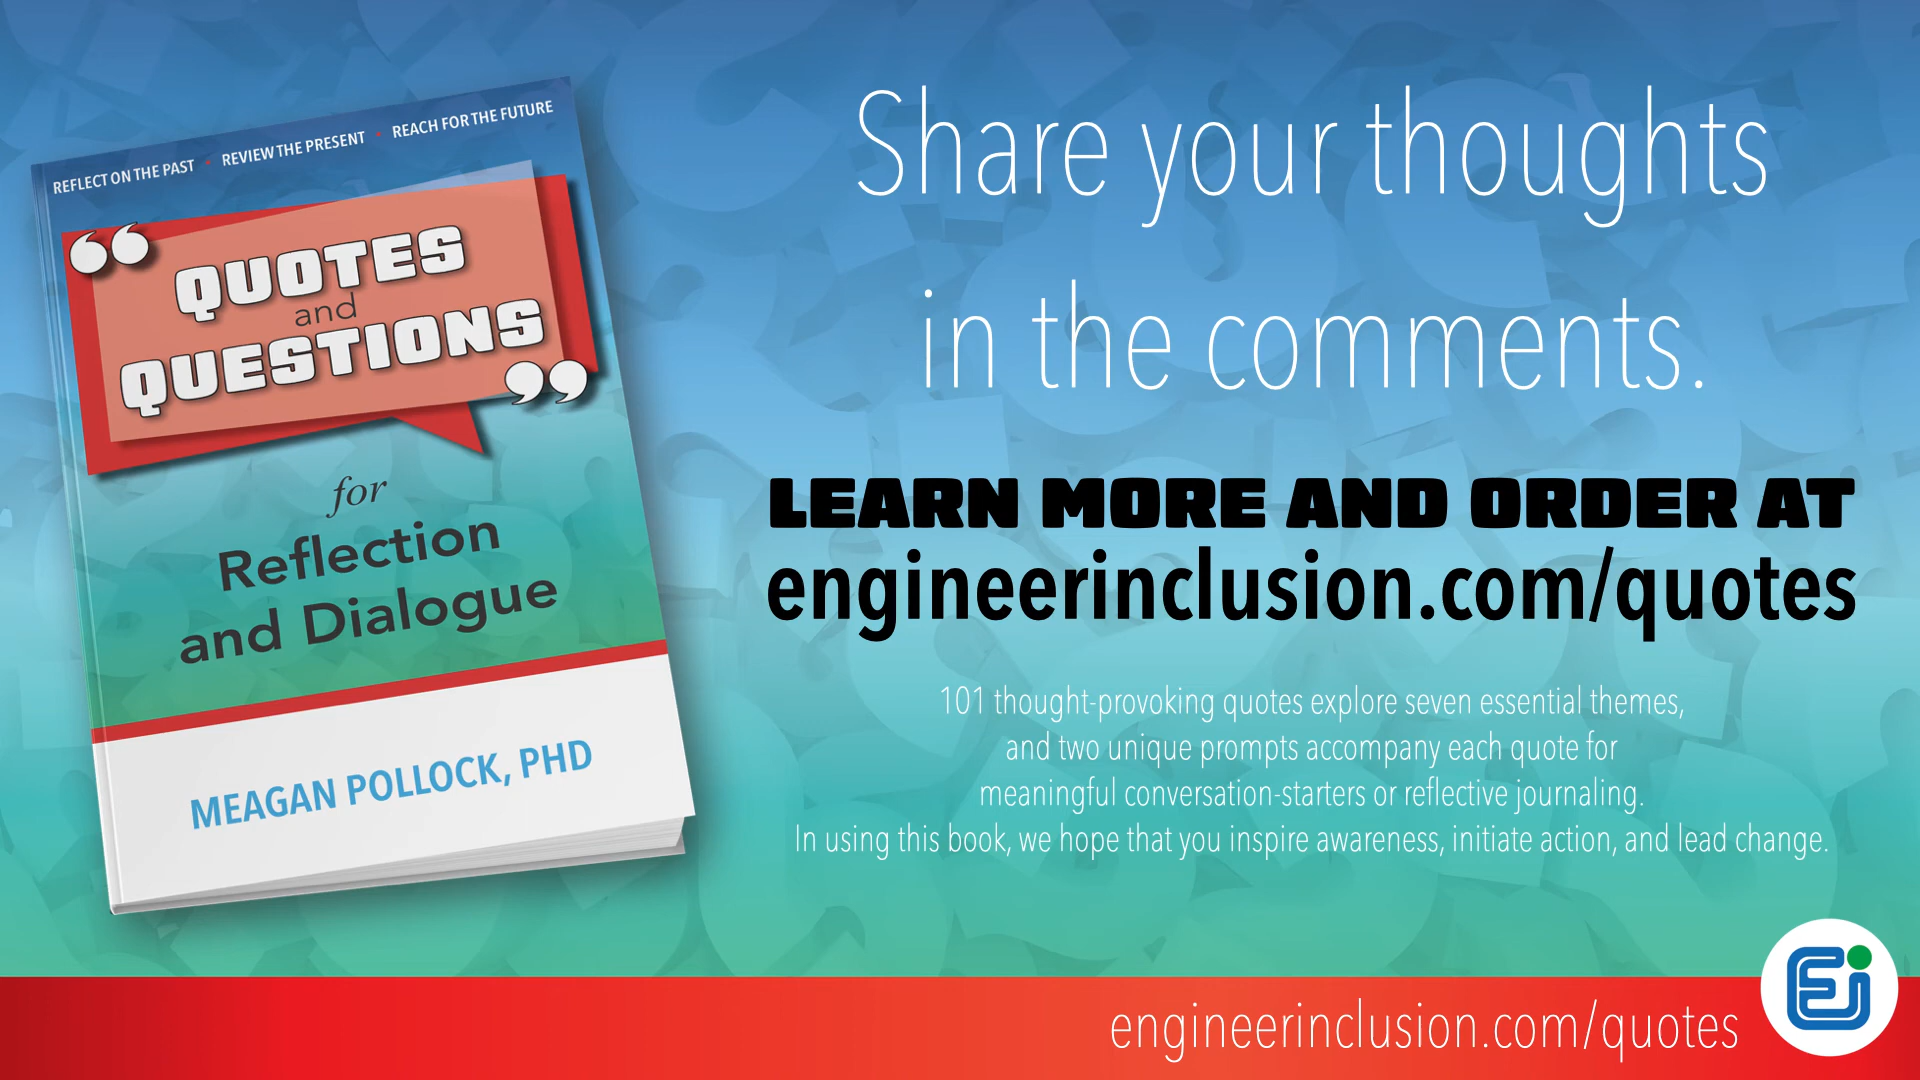 REFLECT ON THE PAST • REVIEW THE PRESENT • REACH FOR THE FUTURE
“
QUOTES
and
QUESTIONS
”
for
Reflection
and Dialogue
MEAGAN POLLOCK, PHD
Share your thoughts
in the comments.
LEARN MORE AND ORDER AT
engineerinclusion.com/quotes
101 thought-provoking quotes explore seven essential themes,
and two unique prompts accompany each quote for
meaningful conversation-starters or reflective journaling.
In using this book, we hope that you inspire awareness, initiate action, and lead change.
engineerinclusion.com/quotes
Ei